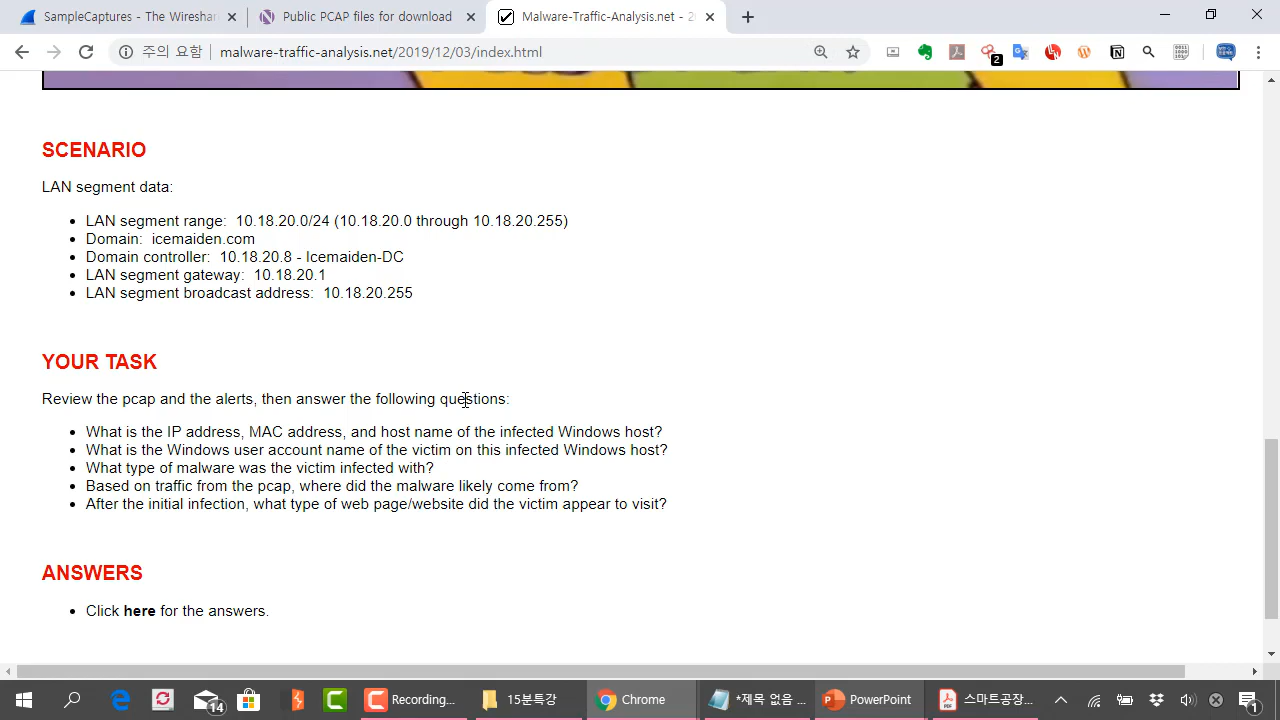 SampleCaptures - The Wireshar
Public PCAP files for download
Malware-Traffic-Analysis.net - 2
주의 요함
malware-traffic-analysis.net/2019/12/03/index.html
2
SCENARIO
LAN segment data:
LAN segment range: 10.18.20.0/24 (10.18.20.0 through 10.18.20.255)
Domain: icemaiden.com
Domain controller: 10.18.20.8 - Icemaiden-DC
LAN segment gateway: 10.18.20.1
LAN segment broadcast address: 10.18.20.255
YOUR TASK
Review the pcap and the alerts, then answer the following questions:
What is the IP address, MAC address, and host name of the infected Windows host?
What is the Windows user account name of the victim on this infected Windows host?
What type of malware was the victim infected with?
Based on traffic from the pcap, where did the malware likely come from?
After the initial infection, what type of web page/website did the victim appear to visit?
ANSWERS
Click here for the answers.
14
Recording...
15분특강
Chrome
*제목 없음 ...
PowerPoint
스마트공장...
1